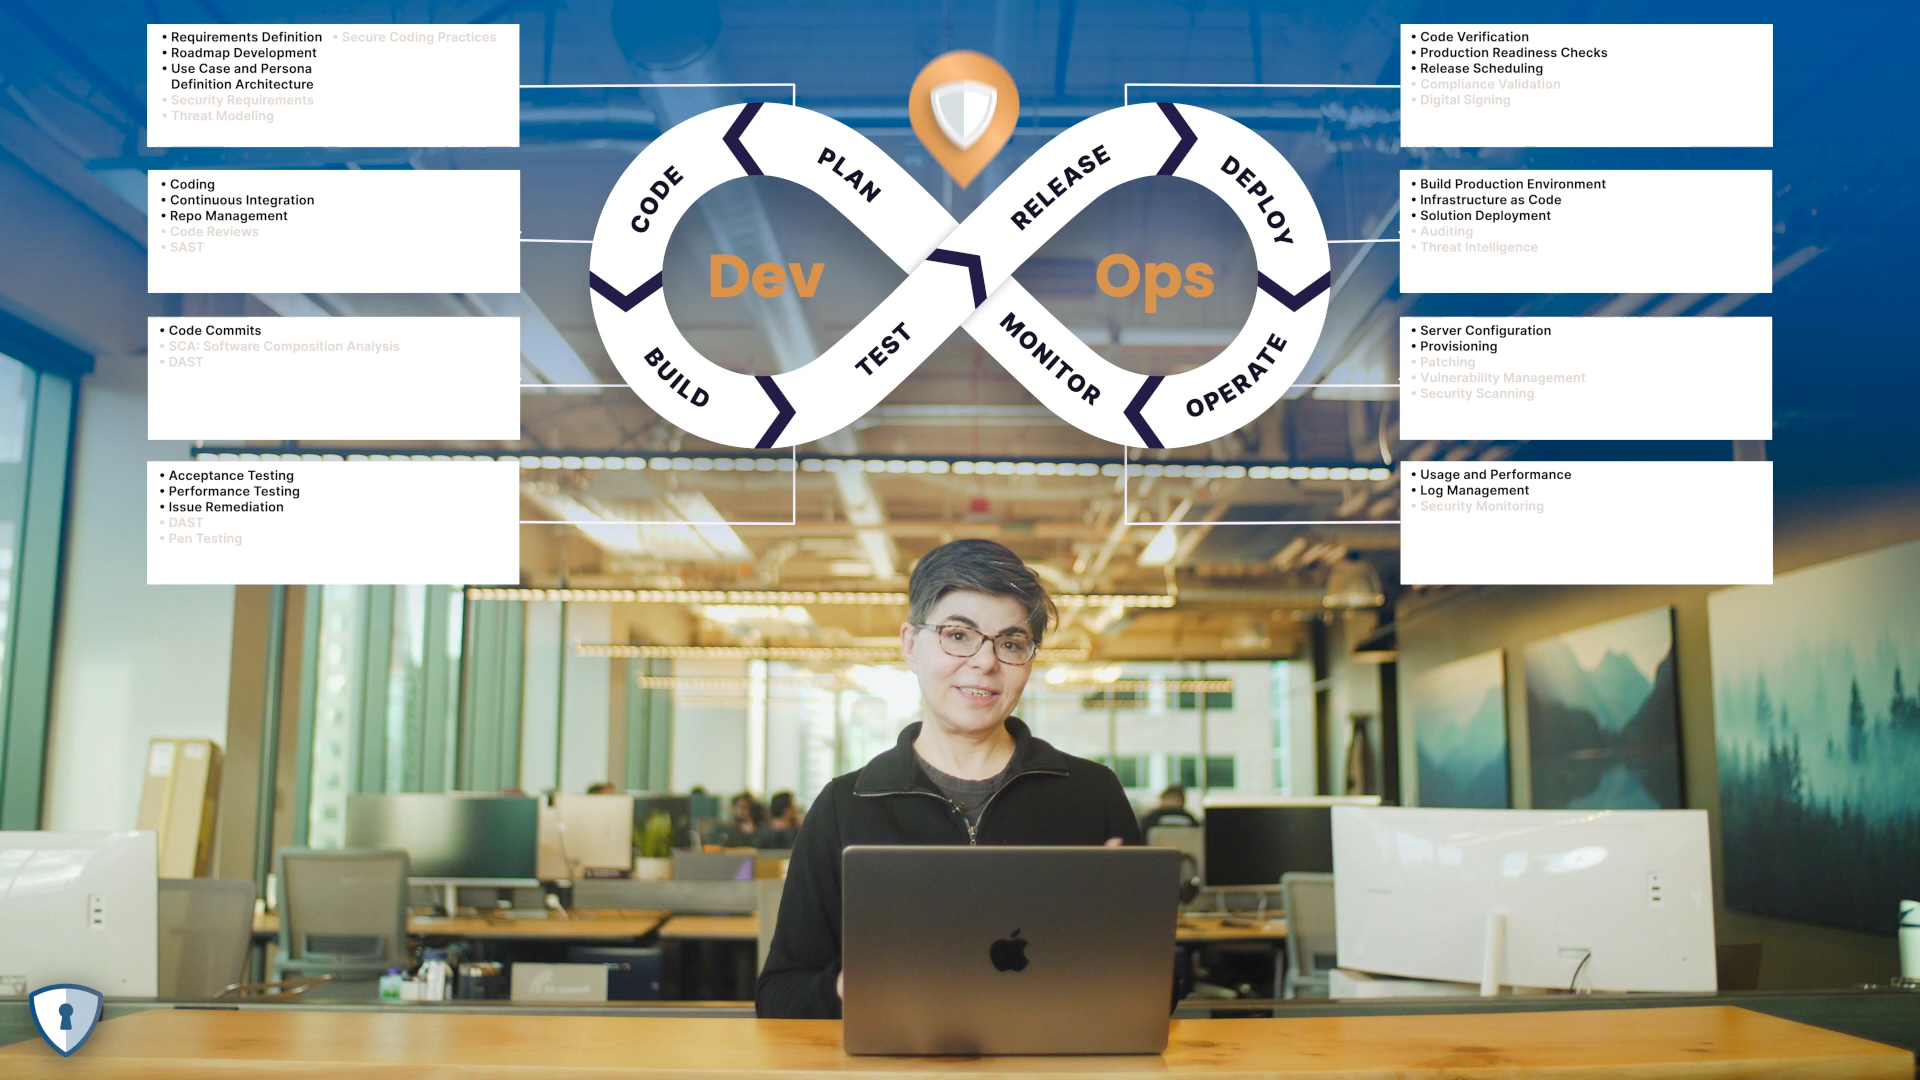 • Requirements Definition
• Roadmap Development
• Use Case and Persona
Definition Architecture
• Security Requirements
• Threat Modeling
• Secure Coding Practices
• Coding
• Continuous Integration
• Repo Management
• Code Reviews
• SAST
• Code Commits
• SCA: Software Composition Analysis
• DAST
• Acceptance Testing
• Performance Testing
• Issue Remediation
• DAST
• Pen Testing
PLAN
CODE
BUILD
TEST
Dev
RELEASE
DEPLOY
OPERATE
MONITOR
Ops
• Code Verification
• Production Readiness Checks
• Release Scheduling
• Compliance Validation
• Digital Signing
• Build Production Environment
• Infrastructure as Code
• Solution Deployment
• Auditing
• Threat Intelligence
• Server Configuration
• Provisioning
• Patching
• Vulnerability Management
• Security Scanning
• Usage and Performance
• Log Management
• Security Monitoring